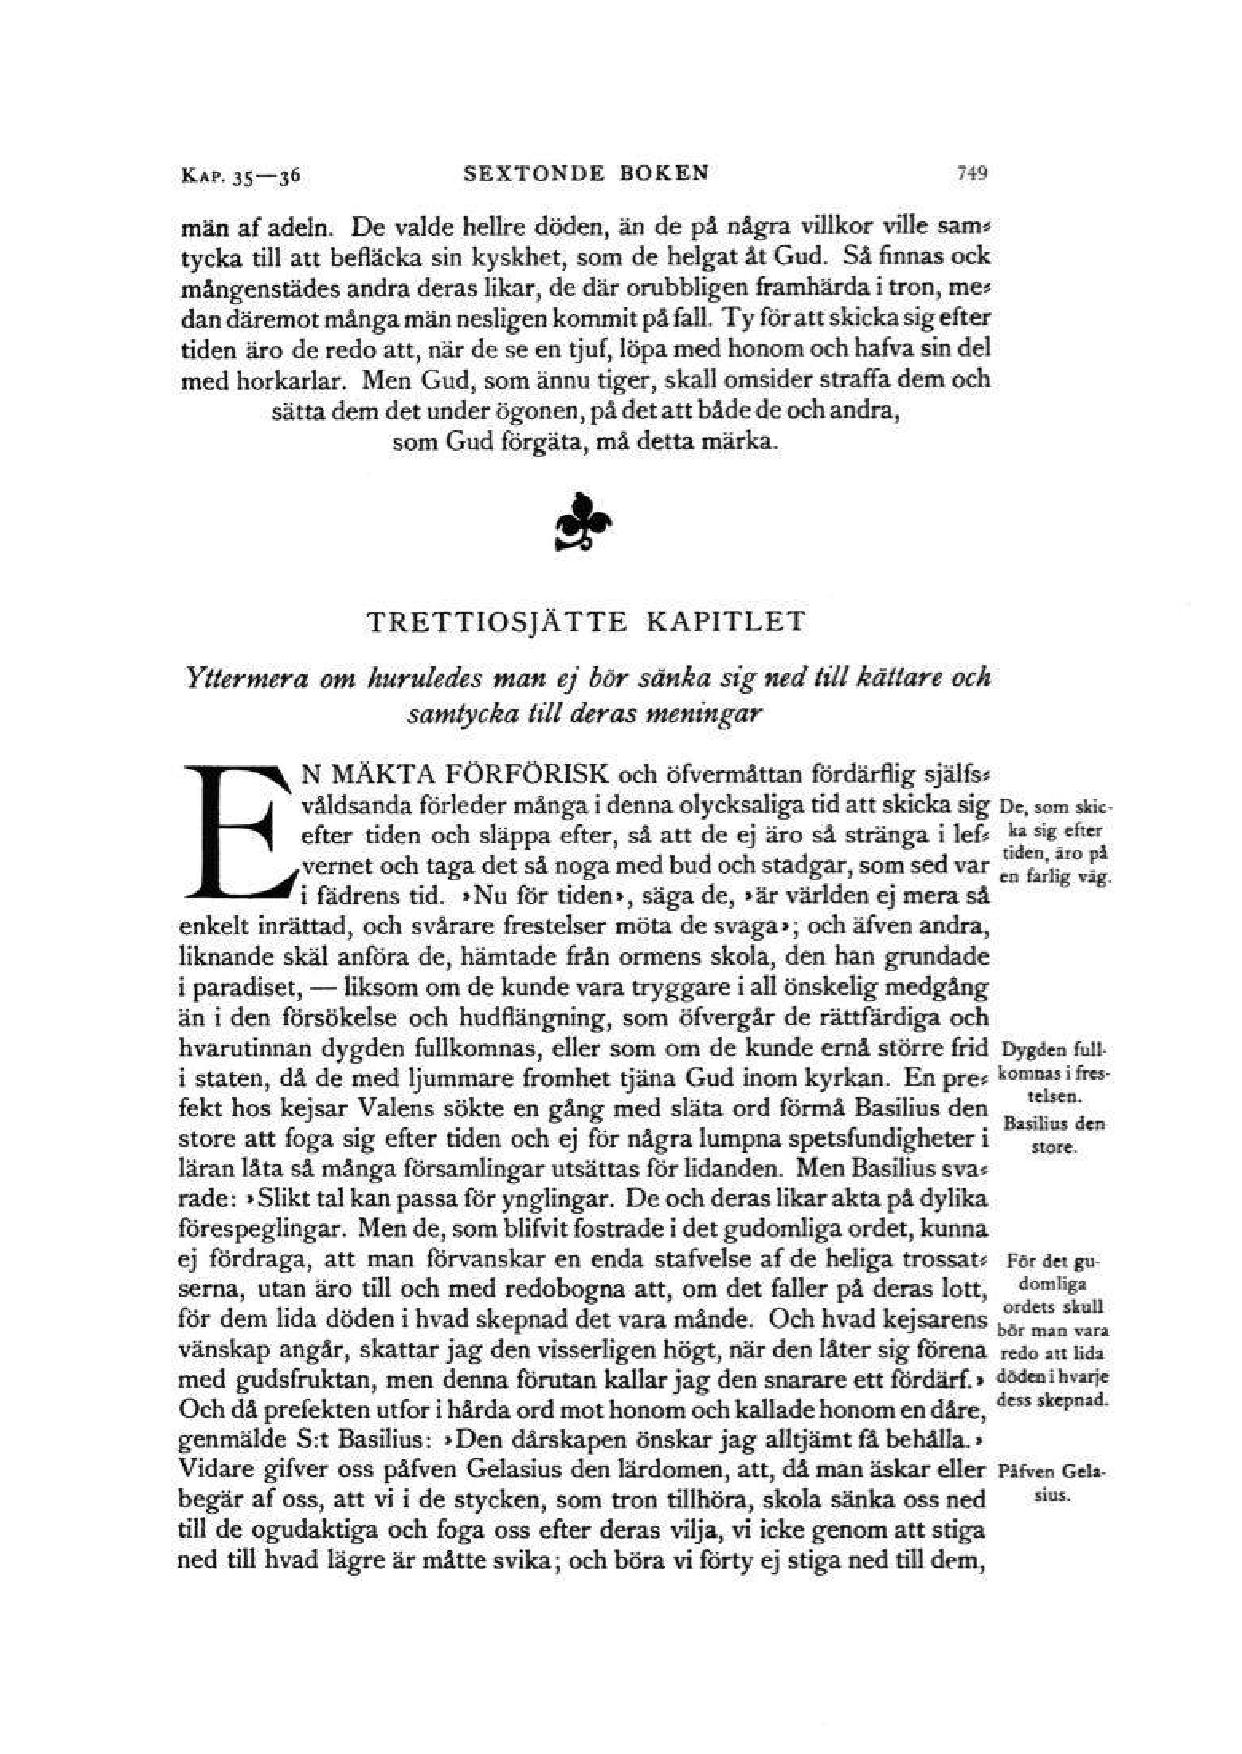 KAP. 35—36
SEXTONDE BOKEN
749
män af adeln. De valde hellre döden, än de på några villkor ville sam⸗
tycka till att befläcka sin kyskhet, som de helgat åt Gud. Så finnas ock
mångenstädes andra deras likar, de där orubbligen framhärda i tron, me⸗
dan däremot många män nesligen kommit på fall. Ty för att skicka sig efter
tiden äro de redo att, när de se en tjuf, löpa med honom och hafva sin del
med horkarlar. Men Gud, som ännu tiger, skall omsider straffa dem och
sätta dem det under ögonen, på det att både de och andra,
som Gud förgäta, må detta märka.
TRETTIOSJÄTTE KAPITLET
Yttermera om huruledes man ej bör sänka sig ned till kättare och
samtycka till deras meningar
EN MÄKTA FÖRFÖRISK och öfvermåttan fördärflig själfs⸗
våldsanda förleder många i denna olycksaliga tid att skicka sig
efter tiden och släppa efter, så att de ej äro så stränga i lef⸗
vernet och taga det så noga med bud och stadgar, som sed var
i fädrens tid. »Nu för tiden», säga de, »är världen ej mera så
enkelt inrättad, och svårare frestelser möta de svaga»; och äfven andra,
liknande skäl anföra de, hämtade från ormens skola, den han grundade
i paradiset, — liksom om de kunde vara tryggare i all önskelig medgång
än i den försökelse och hudflängning, som öfvergår de rättfärdiga och
hvarutinnan dygden fullkomnas, eller som om de kunde ernå större frid
i staten, då de med ljummare fromhet tjäna Gud inom kyrkan. En pre⸗
fekt hos kejsar Valens sökte en gång med släta ord förmå Basilius den
store att foga sig efter tiden och ej för några lumpna spetsfundigheter i
läran låta så många församlingar utsättas för lidanden. Men Basilius sva⸗
rade: »Slikt tal kan passa för ynglingar. De och deras likar akta på dylika
förespeglingar. Men de, som blifvit fostrade i det gudomliga ordet, kunna
ej fördraga, att man förvanskar en enda stafvelse af de heliga trossat⸗
serna, utan äro till och med redobogna att, om det faller på deras lott,
för dem lida döden i hvad skepnad det vara månde. Och hvad kejsarens
vänskap angår, skattar jag den visserligen högt, när den låter sig förena
med gudsfruktan, men denna förutan kallar jag den snarare ett fördärf.»
Och då prefekten utfor i hårda ord mot honom och kallade honom en dåre,
genmälde S:t Basilius: »Den dårskapen önskar jag alltjämt få behålla.»
Vidare gifver oss påfven Gelasius den lärdomen, att, då man äskar eller
begär af oss, att vi i de stycken, som tron tillhöra, skola sänka oss ned
till de ogudaktiga och foga oss efter deras vilja, vi icke genom att stiga
ned till hvad lägre är måtte svika; och böra vi förty ej stiga ned till dem,
De, som skic-
ka sig efter
tiden, äro på
en farlig väg.
Dygden full-
komnas i fres-
telsen.
Basilius den
store.
För det gu-
domliga
ordets skull
bör man vara
redo att lida
döden i hvarje
dess skepnad.
Påfven Gela-
sius.